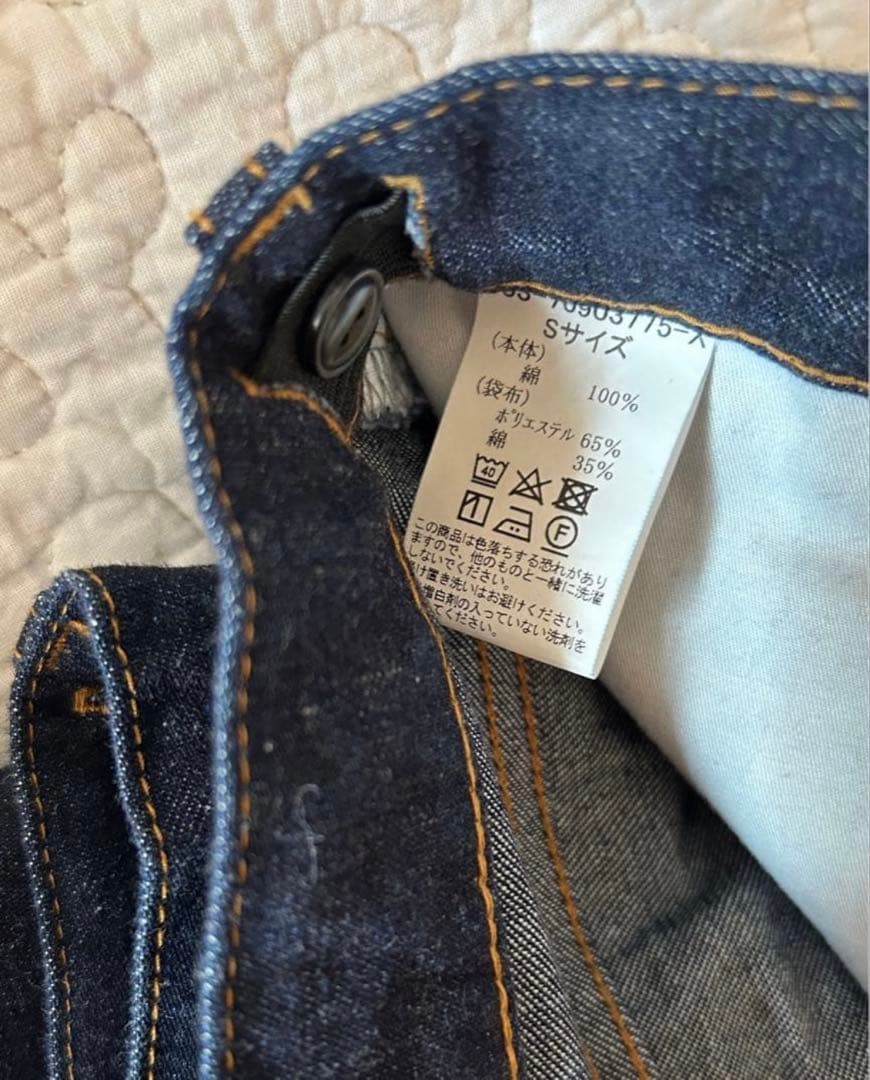 -10903775-X
Sサイズ
(本体)
綿 100%
(袋布)
ポリエステル 65%
綿 35%
40
F
この商品は色落ちする恐れがあり
ますので、他のものと一緒に洗濯
しないでください。
け置き洗いはお避けください。
増白剤の入っていない洗剤を
てください。